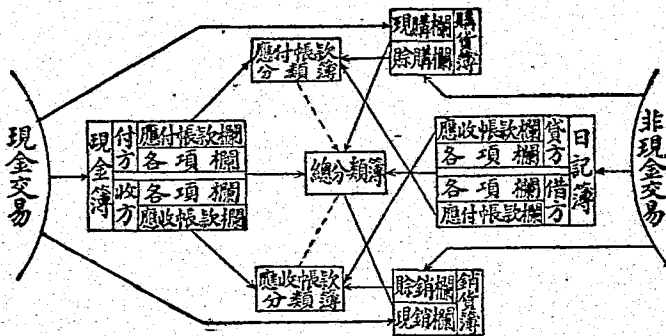 現購欄
賒購欄
購貨簿
應付帳款
分類簿
現金交易
現金簿
付方
應付帳款欄
各項欄
收方
各項欄
應收帳款欄
總分類簿
應收帳款欄
各項欄
貸方
各項欄
應付帳款欄
借方
日記簿
非現金交易
應收帳款
分類簿
賒銷欄
現銷欄
銷貨簿